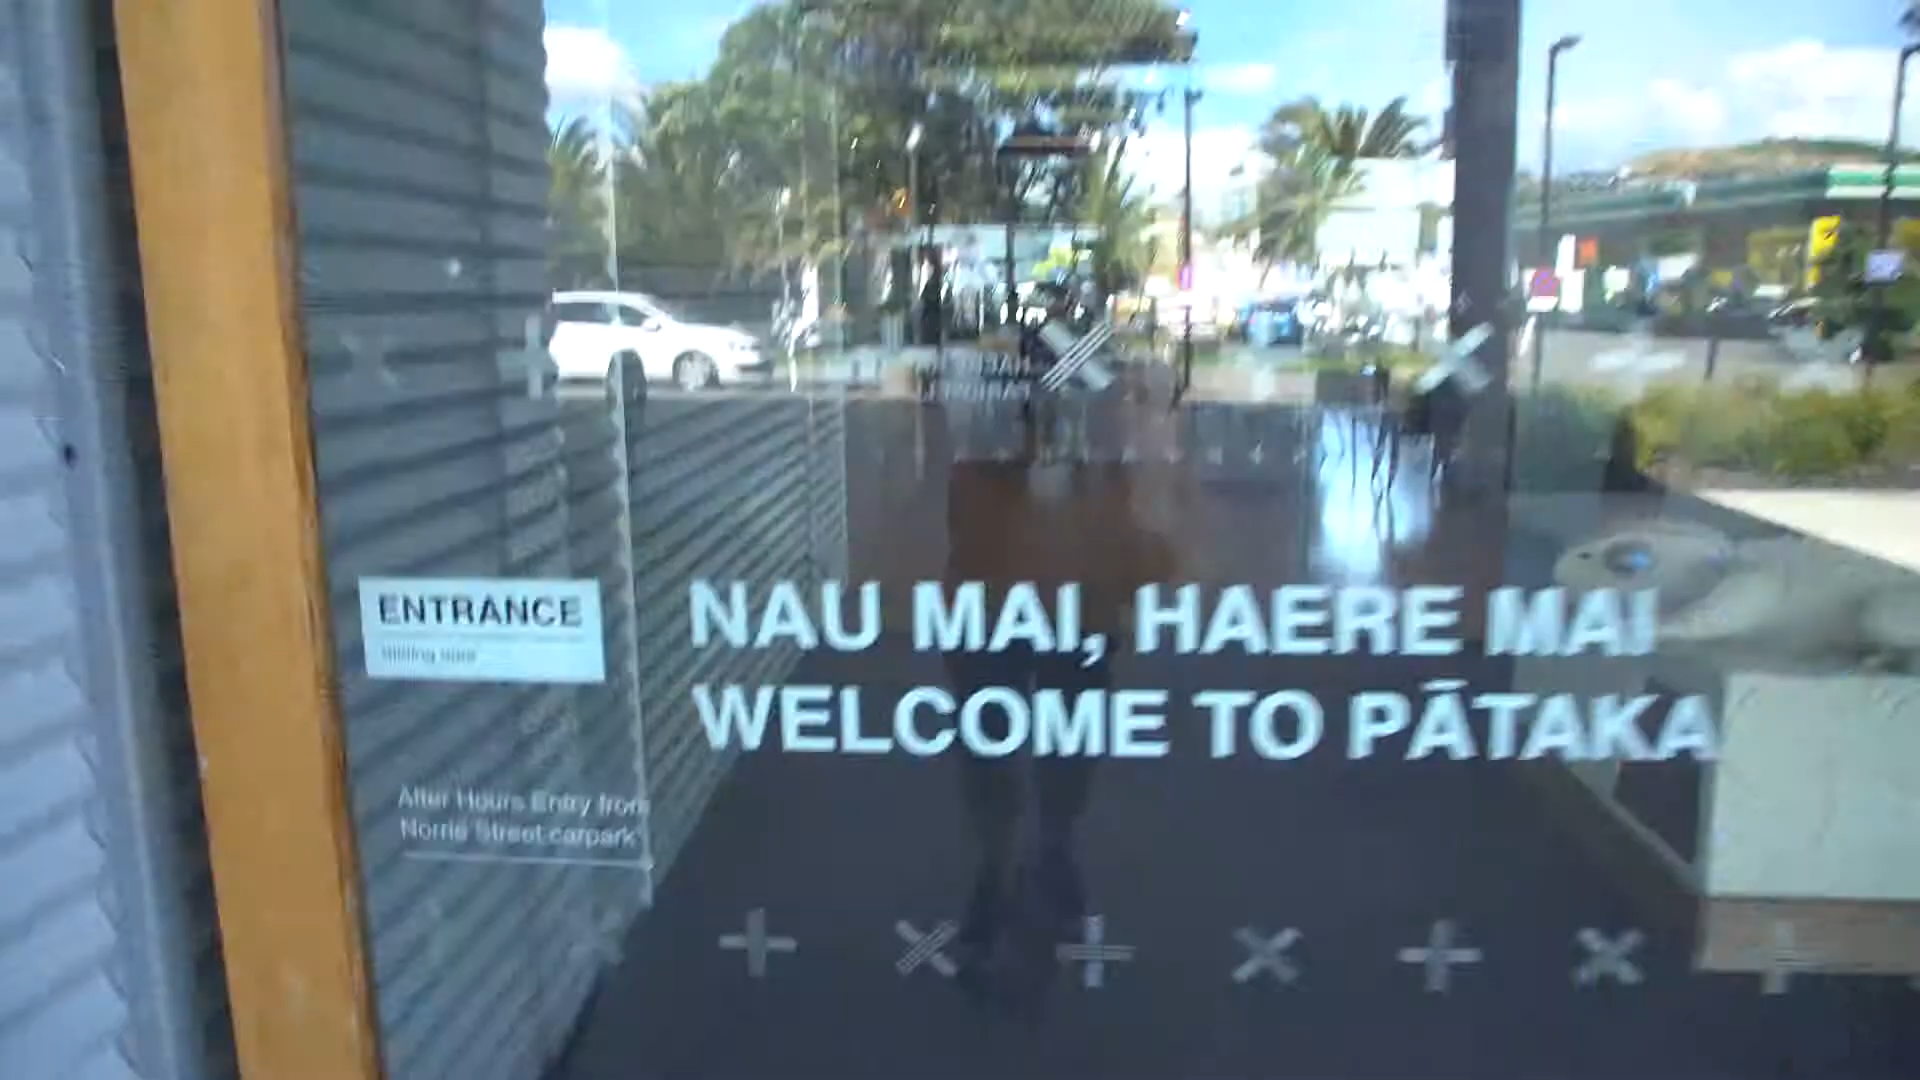 ENTRANCE
NAU MAI, HAERE MAI
WELCOME TO PĀTAKA
After Hours Entry from
Norrie Street carpark